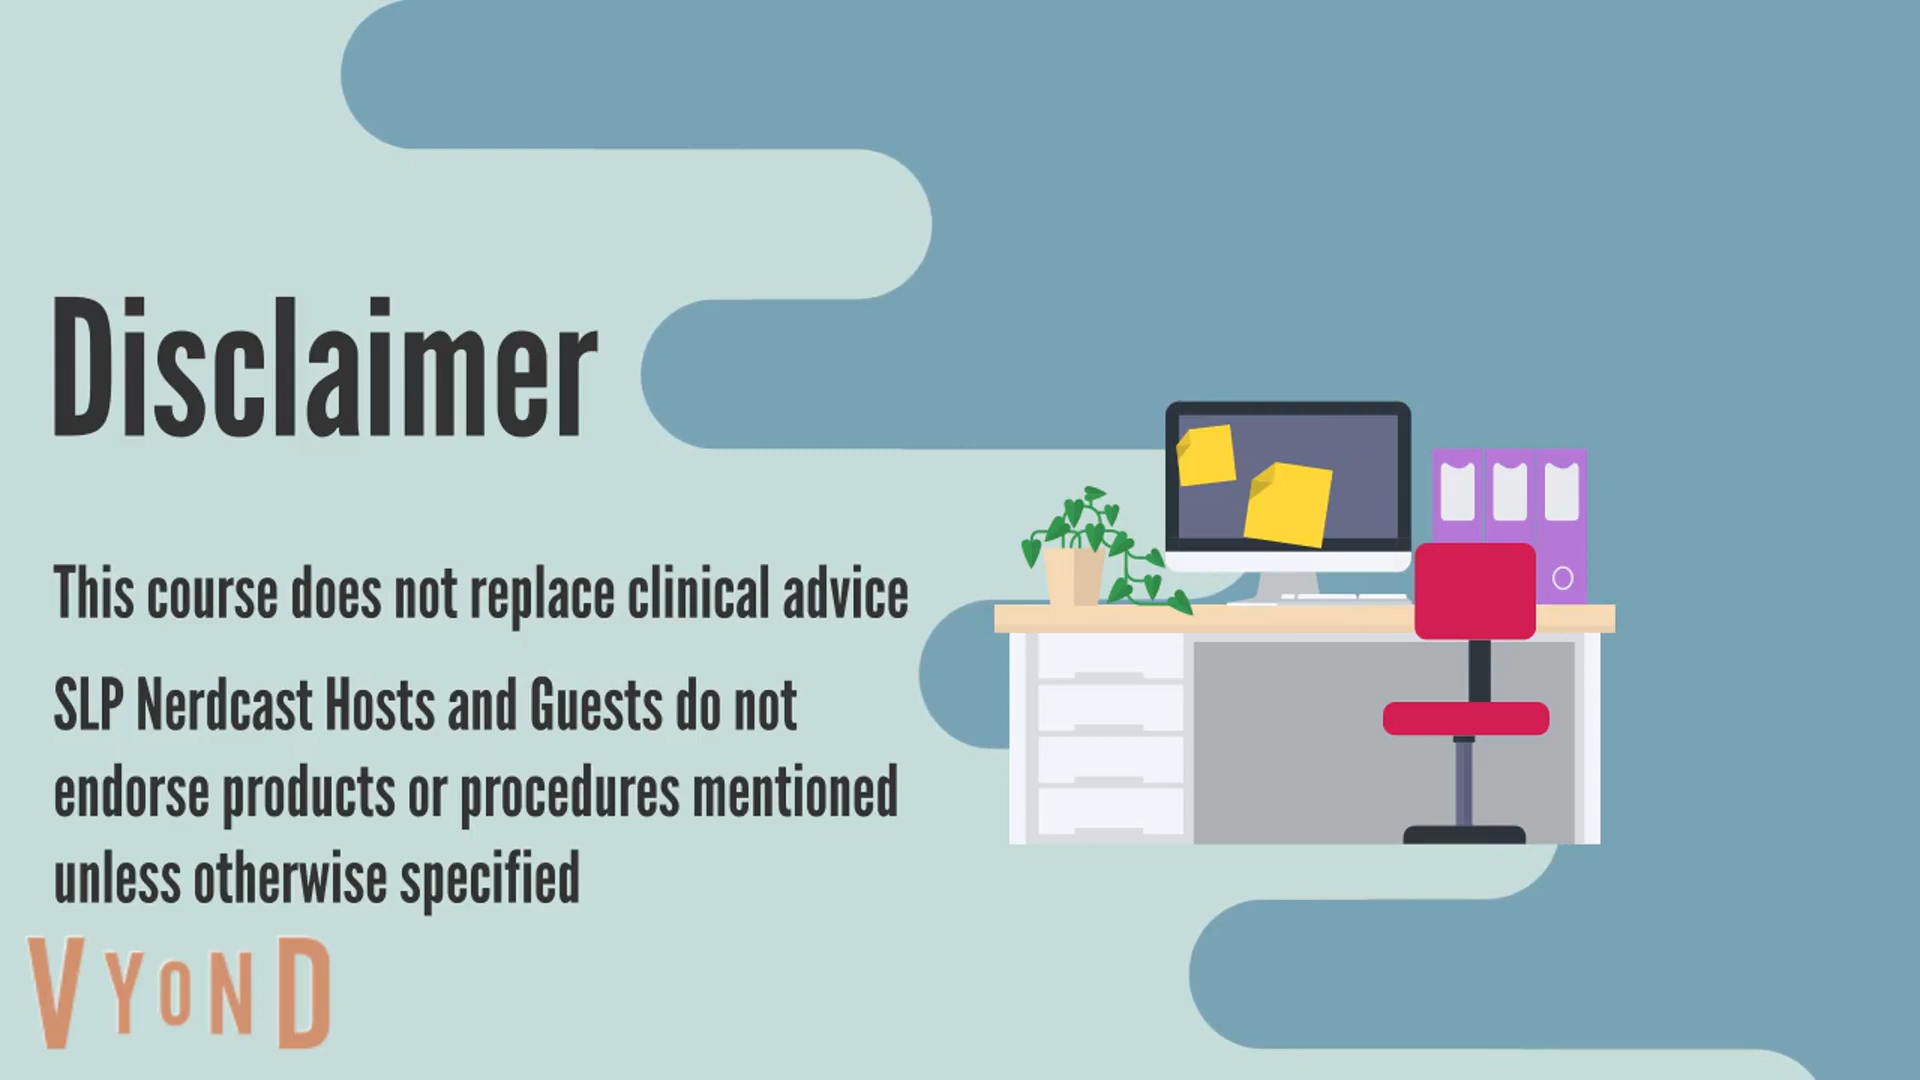 Disclaimer
This course does not replace clinical advice
SLP Nerdcast Hosts and Guests do not
endorse products or procedures mentioned
unless otherwise specified
VYOND